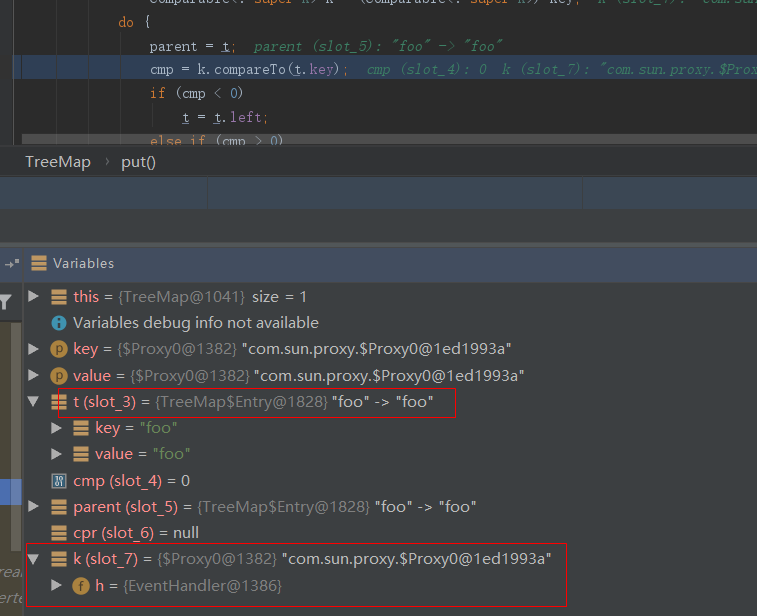 do {
parent = t;  parent (slot_5): "foo" -> "foo"
cmp = k.compareTo(t.key);  cmp (slot_4): 0  k (slot_7): "com.sun.proxy.$Prox
if (cmp < 0)
t = t.left;
else if (cmp > 0)
TreeMap › put()
Variables
this = {TreeMap@1041} size = 1
Variables debug info not available
key = {$Proxy0@1382} "com.sun.proxy.$Proxy0@1ed1993a"
value = {$Proxy0@1382} "com.sun.proxy.$Proxy0@1ed1993a"
t (slot_3) = {TreeMap$Entry@1828} "foo" -> "foo"
key = "foo"
value = "foo"
cmp (slot_4) = 0
parent (slot_5) = {TreeMap$Entry@1828} "foo" -> "foo"
cpr (slot_6) = null
k (slot_7) = {$Proxy0@1382} "com.sun.proxy.$Proxy0@1ed1993a"
h = {EventHandler@1386}